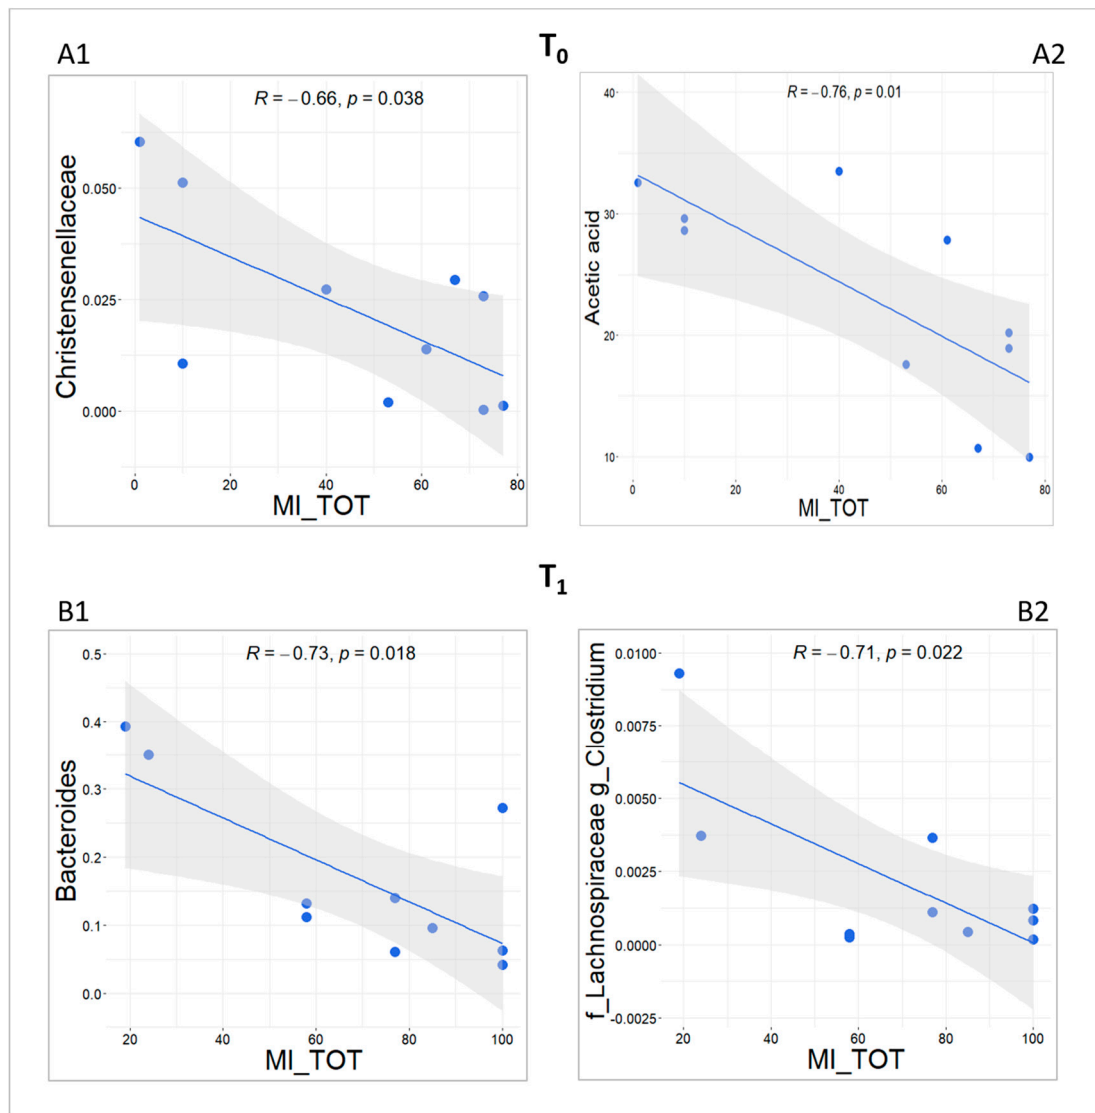 T0
A1
A2
R = −0.66, p = 0.038
Christensenellaceae
0.050
0.025
0.000
0 20 40 60 80
MI_TOT
R = −0.76, p = 0.01
Acetic acid
40
30
20
10
0 20 40 60 80
MI_TOT
T1
B1
B2
R = −0.73, p = 0.018
Bacteroides
0.5
0.4
0.3
0.2
0.1
0.0
20 40 60 80 100
MI_TOT
R = −0.71, p = 0.022
f_Lachnospiraceae g_Clostridium
0.0100
0.0075
0.0050
0.0025
0.0000
-0.0025
20 40 60 80 100
MI_TOT